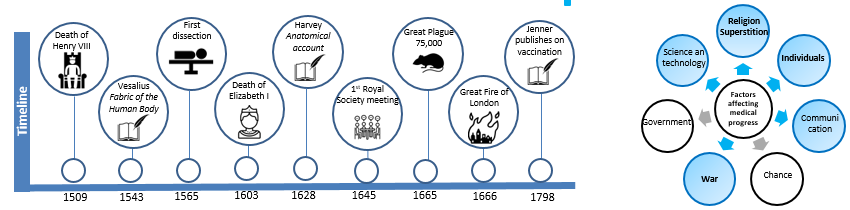 Timeline
Death of
Henry VIII
1509
Vesalius
Fabric of the
Human Body
1543
First
dissection
1565
Death of
Elizabeth I
1603
Harvey
Anatomical
account
1628
1st Royal
Society meeting
1645
Great Plague
75,000
1665
Great Fire of
London
1666
Jenner
publishes on
vaccination
1798
Factors
affecting
medical
progress
Religion
Superstition
Individuals
Communi
cation
Chance
War
Government
Science an
technology